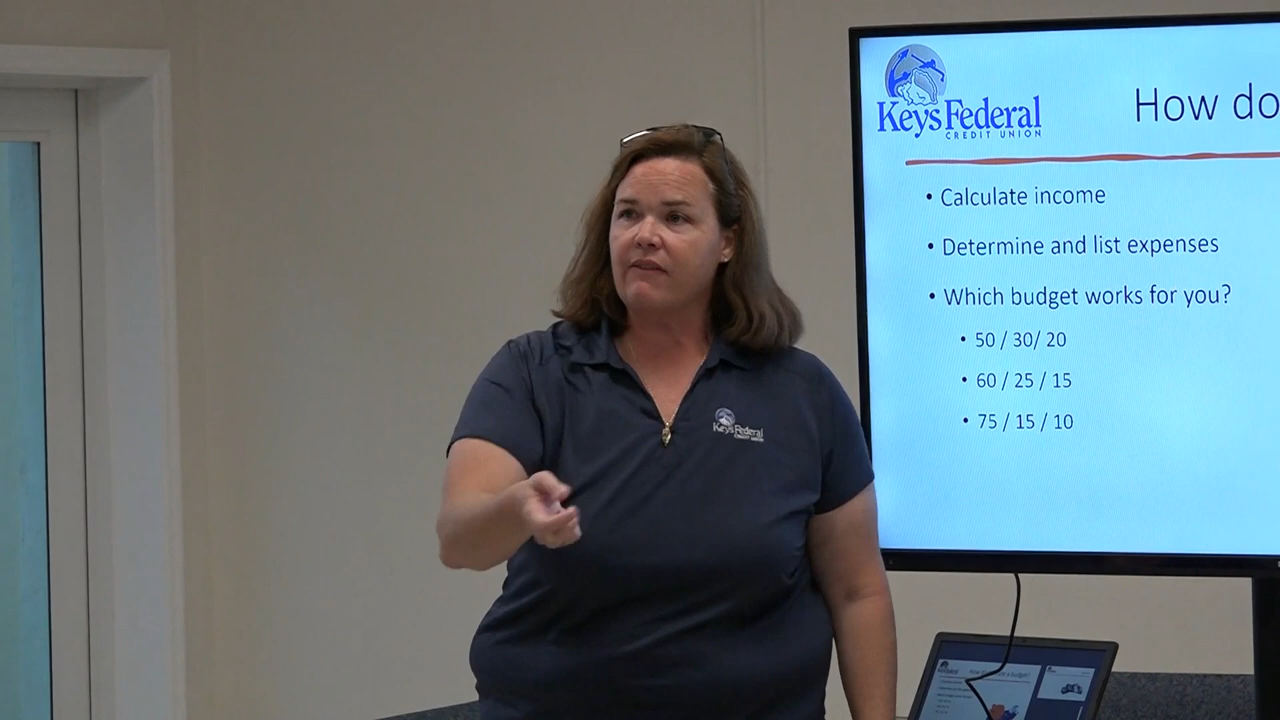 Keys Federal
CREDIT UNION
How do
• Calculate income
• Determine and list expenses
• Which budget works for you?
• 50 / 30/ 20
• 60 / 25 / 15
• 75 / 15 / 10
Keys Federal
CREDIT UNION